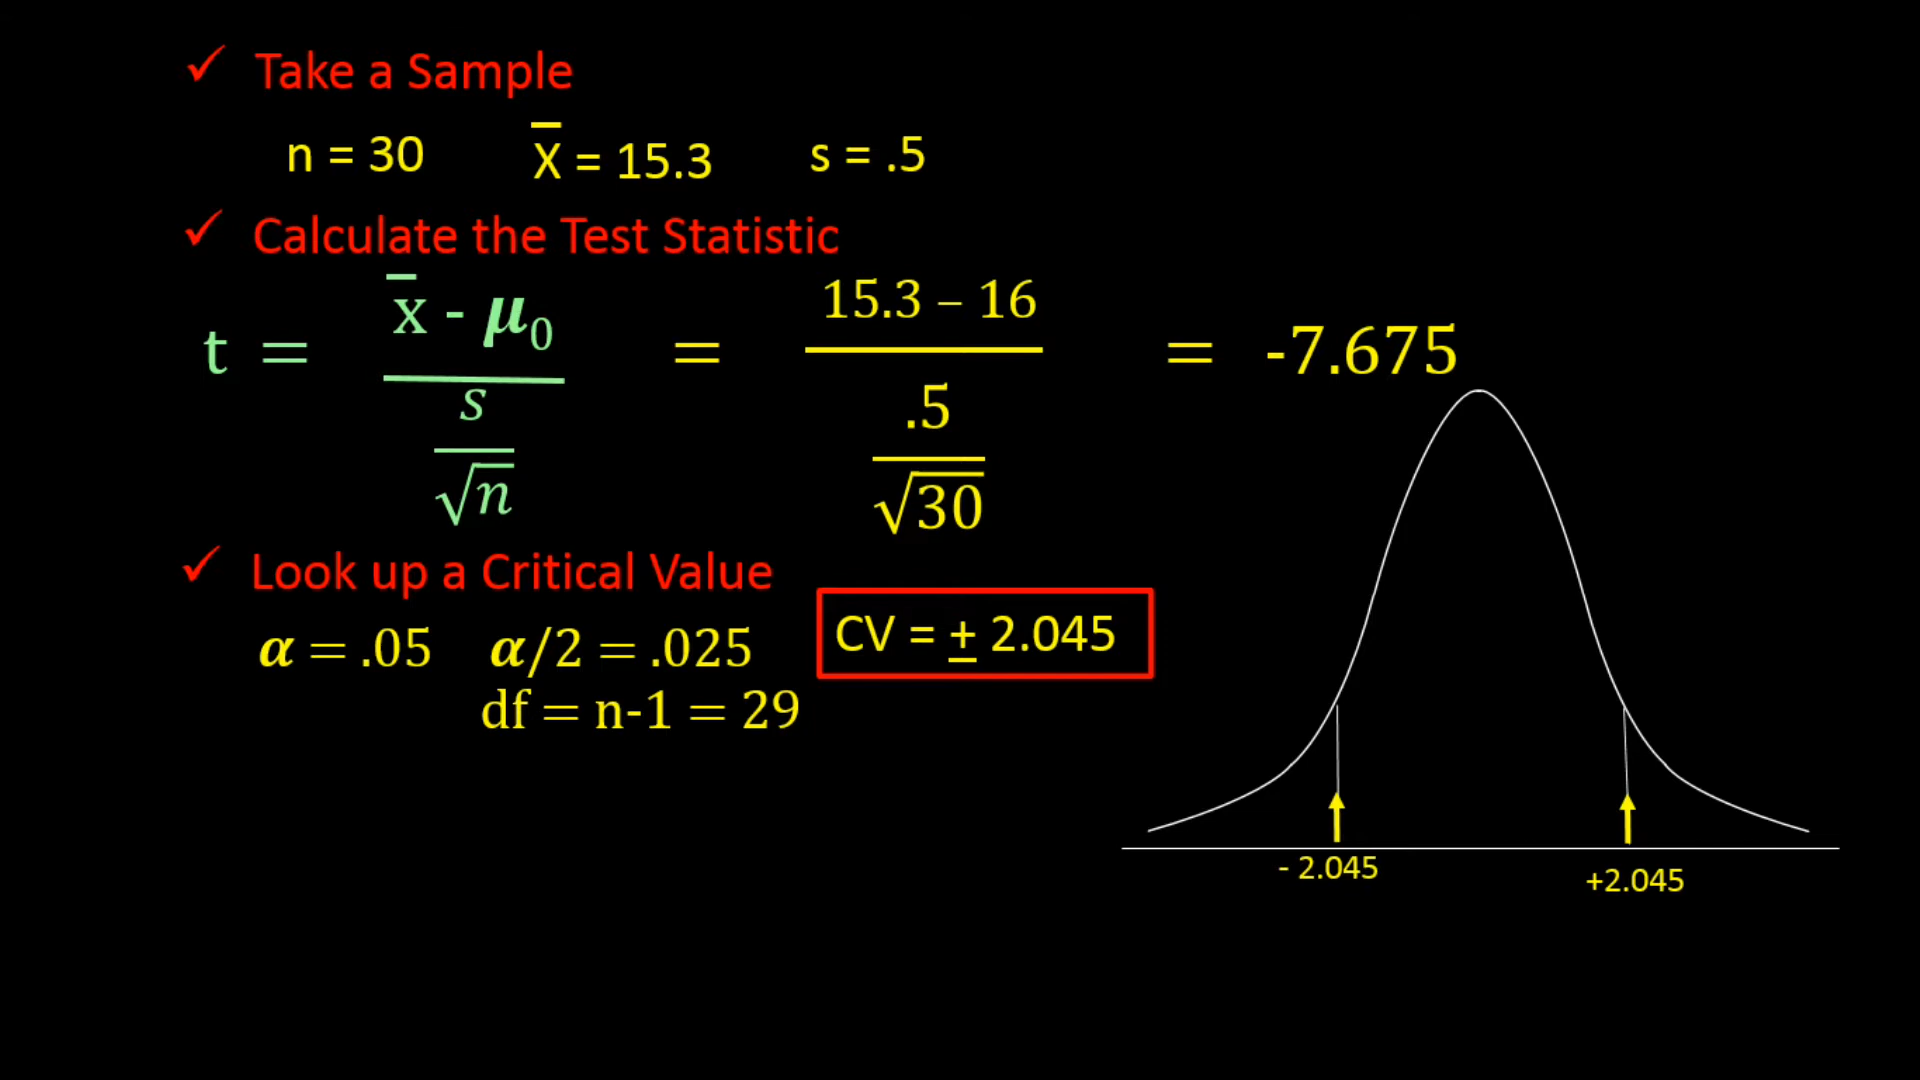 ✓ Take a Sample
n = 30 X̅ = 15.3 s = .5
✓ Calculate the Test Statistic
t = (x̅ - μ₀) / (s / √n) = (15.3 – 16) / (.5 / √30) = -7.675
✓ Look up a Critical Value
α = .05 α/2 = .025 CV = ± 2.045
df = n-1 = 29
- 2.045 +2.045